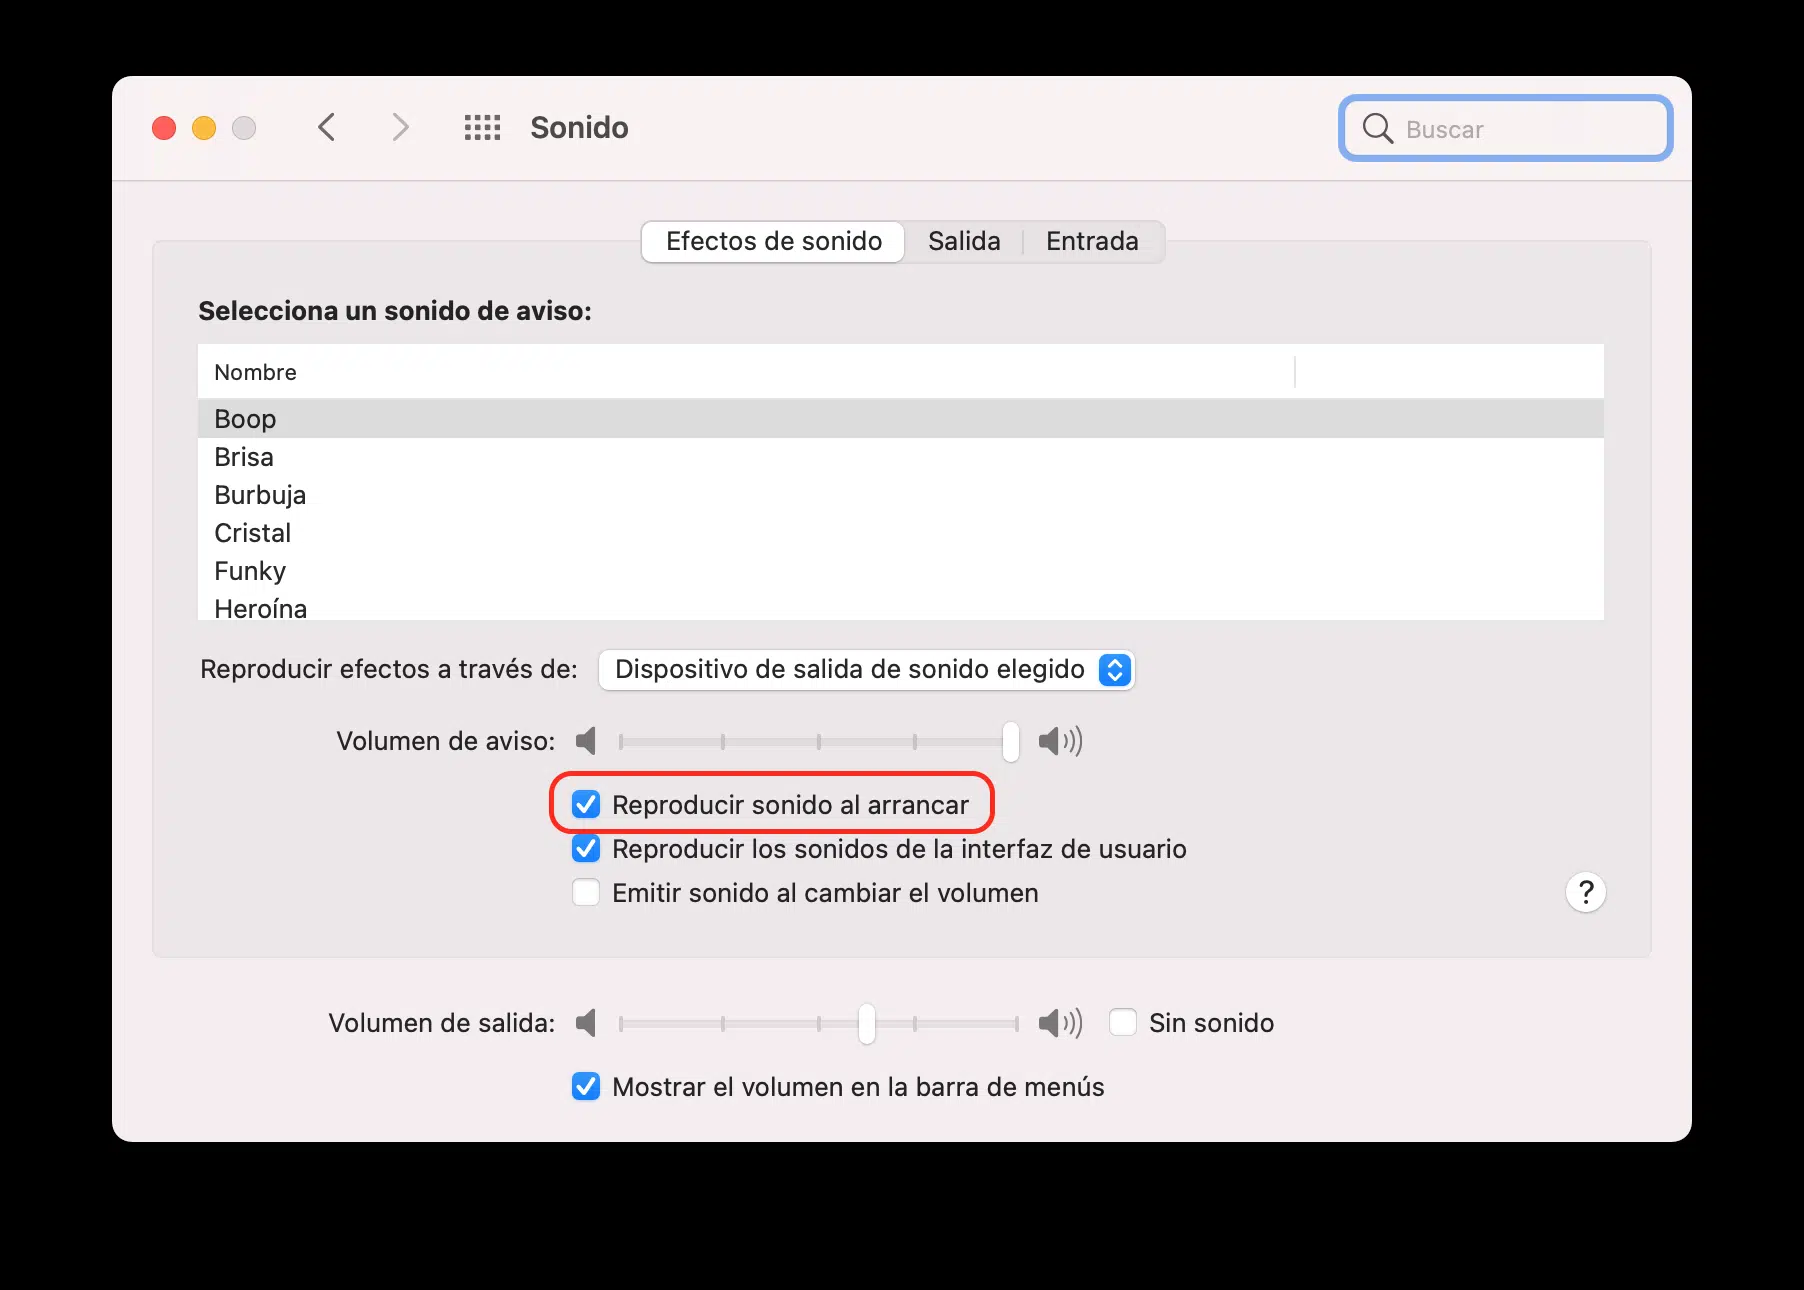 Sonido
Buscar
Efectos de sonido
Salida
Entrada
Selecciona un sonido de aviso:
Nombre
Boop
Brisa
Burbuja
Cristal
Funky
Heroína
Reproducir efectos a través de:
Dispositivo de salida de sonido elegido
Volumen de aviso:
Reproducir sonido al arrancar
Reproducir los sonidos de la interfaz de usuario
Emitir sonido al cambiar el volumen
?
Volumen de salida:
Sin sonido
Mostrar el volumen en la barra de menús